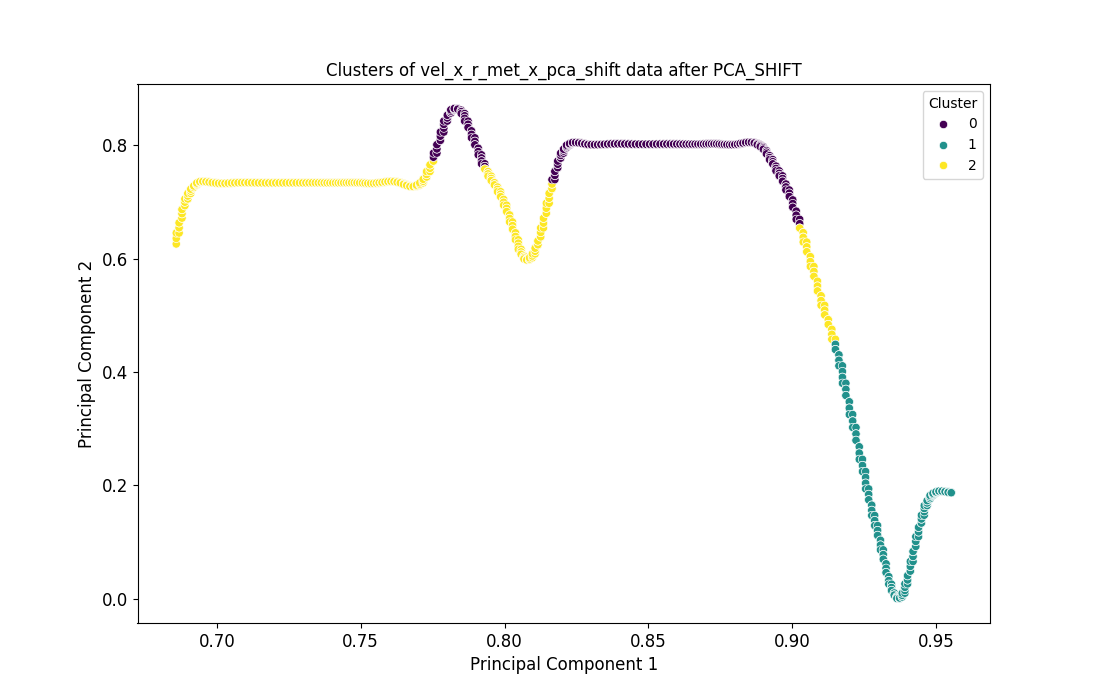 Clusters of vel_x_r_met_x_pca_shift data after PCA_SHIFT
Cluster
0
1
2
Principal Component 2
0.8
0.6
0.4
0.2
0.0
0.70 0.75 0.80 0.85 0.90 0.95
Principal Component 1